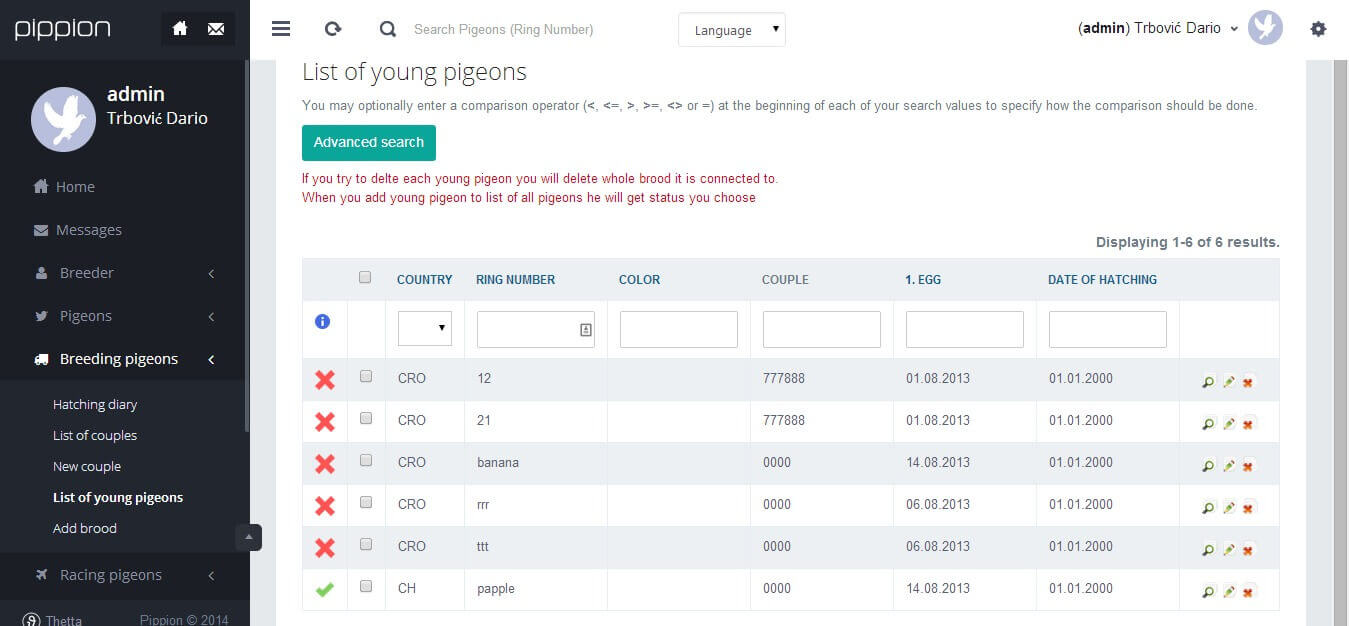 pippion
Search Pigeons (Ring Number)
Language
(admin) Trbović Dario
admin
Trbović Dario
Home
Messages
Breeder
Pigeons
Breeding pigeons
Hatching diary
List of couples
New couple
List of young pigeons
Add brood
Racing pigeons
Thetta
Pippion © 2014
List of young pigeons
You may optionally enter a comparison operator (<, <=, >, >=, <> or =) at the beginning of each of your search values to specify how the comparison should be done.
Advanced search
If you try to delte each young pigeon you will delete whole brood it is connected to.
When you add young pigeon to list of all pigeons he will get status you choose
Displaying 1-6 of 6 results.
COUNTRY RING NUMBER COLOR COUPLE 1. EGG DATE OF HATCHING
CRO 12 777888 01.08.2013 01.01.2000
CRO 21 777888 01.08.2013 01.01.2000
CRO banana 0000 14.08.2013 01.01.2000
CRO rrr 0000 06.08.2013 01.01.2000
CRO ttt 0000 06.08.2013 01.01.2000
CH papple 0000 14.08.2013 01.01.2000